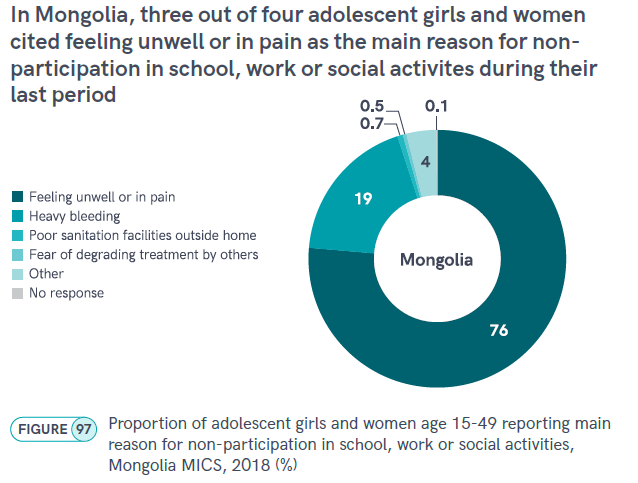 In Mongolia, three out of four adolescent girls and women
cited feeling unwell or in pain as the main reason for non-
participation in school, work or social activites during their
last period
0.5
0.1
0.7
4
19
Feeling unwell or in pain
Heavy bleeding
Poor sanitation facilities outside home
Fear of degrading treatment by others
Other
No response
Mongolia
76
FIGURE 97
Proportion of adolescent girls and women age 15-49 reporting main
reason for non-participation in school, work or social activities,
Mongolia MICS, 2018 (%)